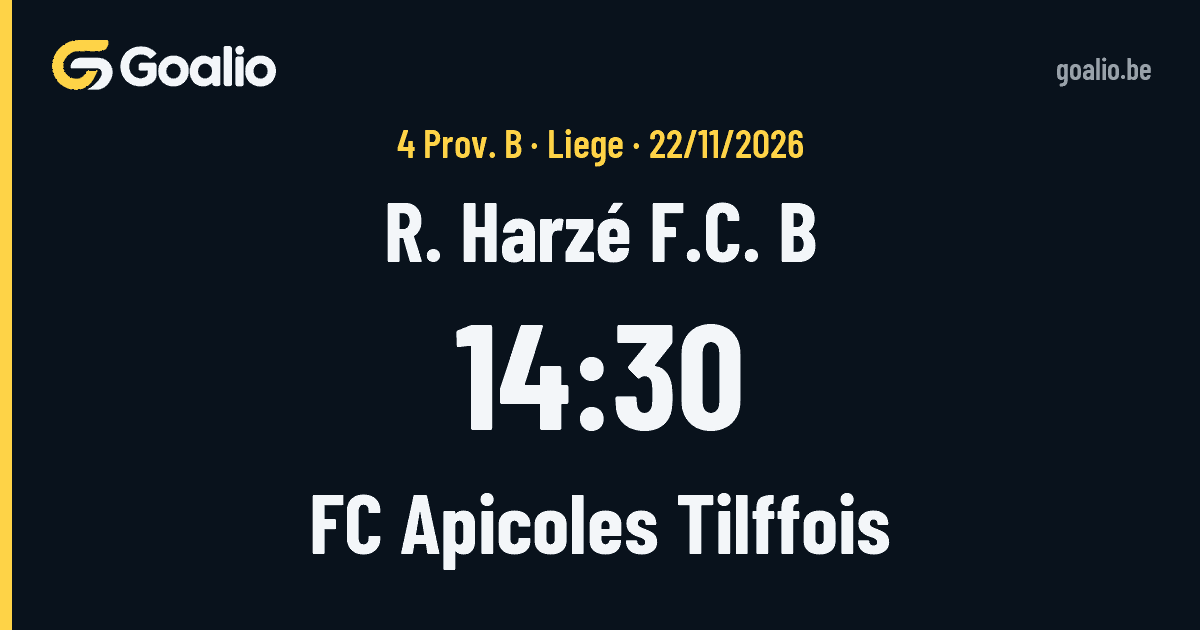 Goalio
goalio.be
4 Prov. B · Liege · 22/11/2026
R. Harzé F.C. B
14:30
FC Apicoles Tilffois